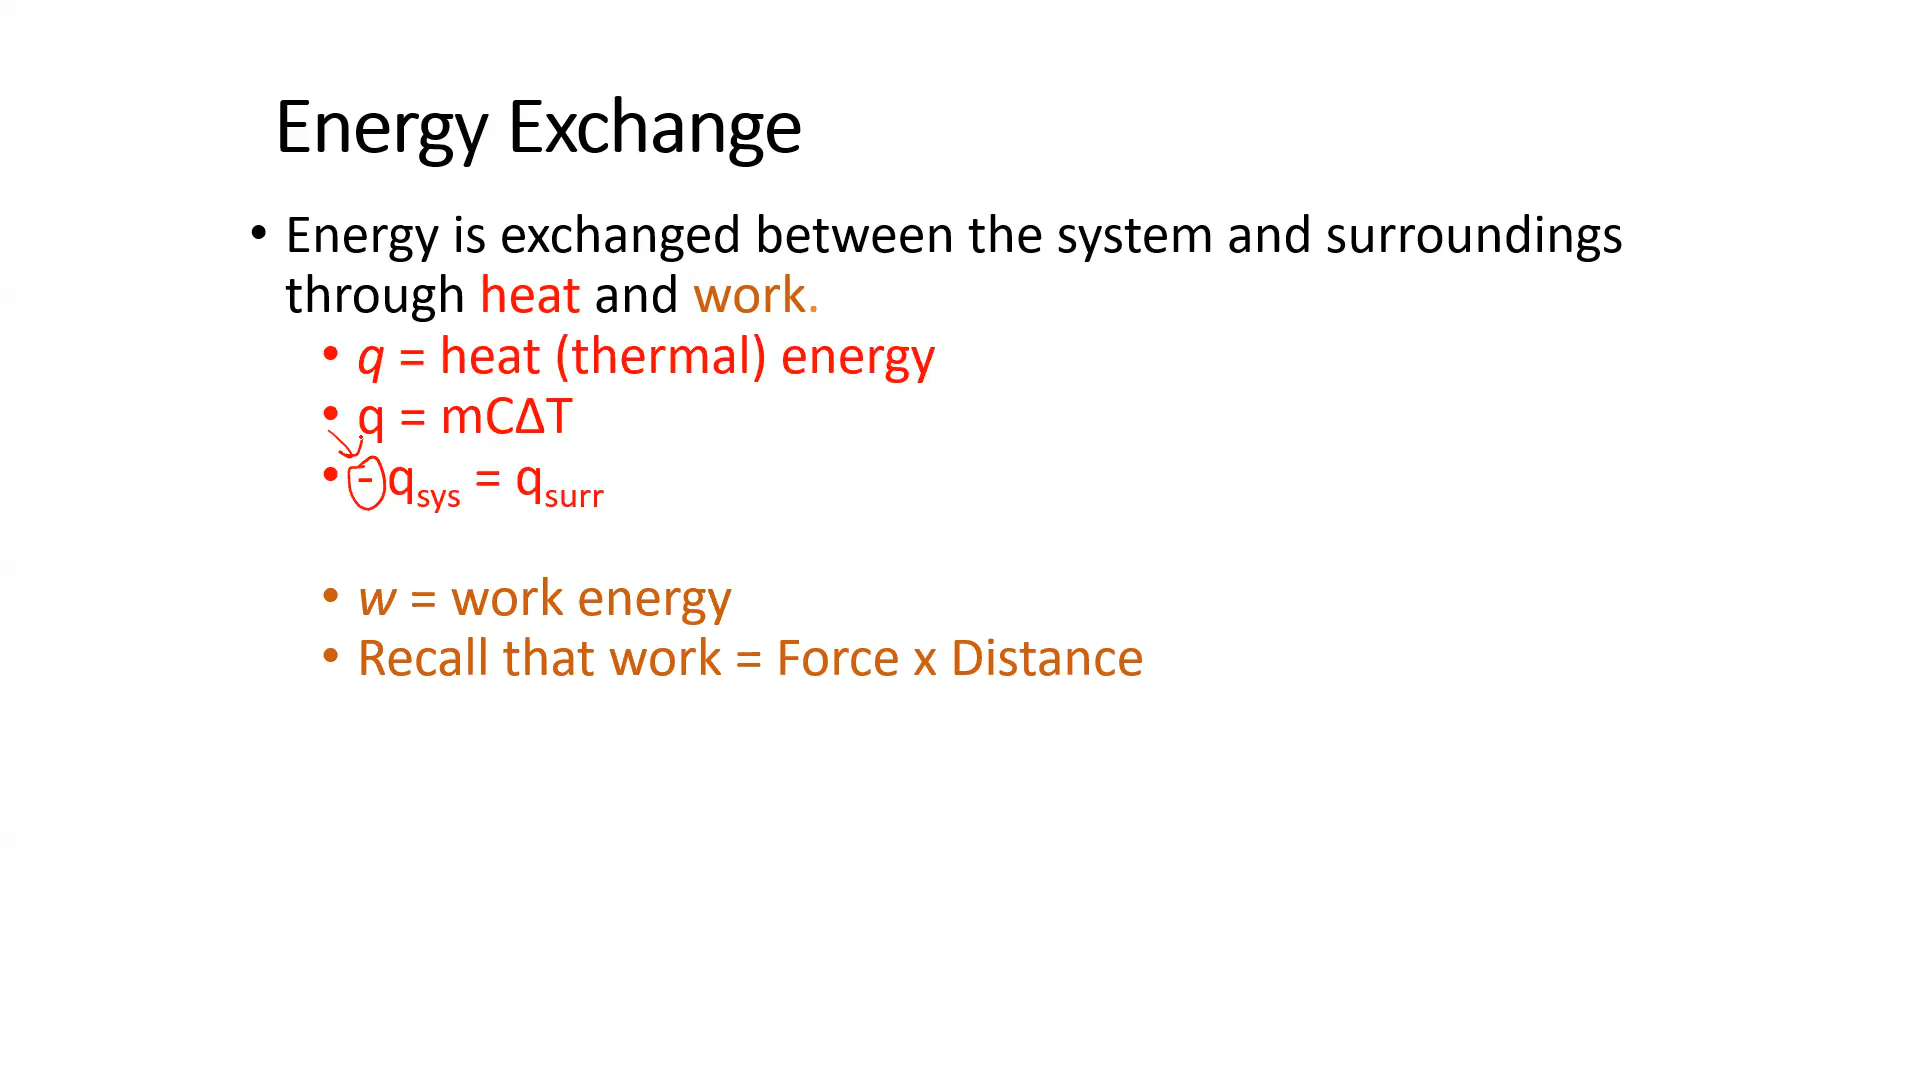 Energy Exchange
• Energy is exchanged between the system and surroundings
through heat and work.
• q = heat (thermal) energy
• q = mCΔT
• - qsys = qsurr
• w = work energy
• Recall that work = Force x Distance